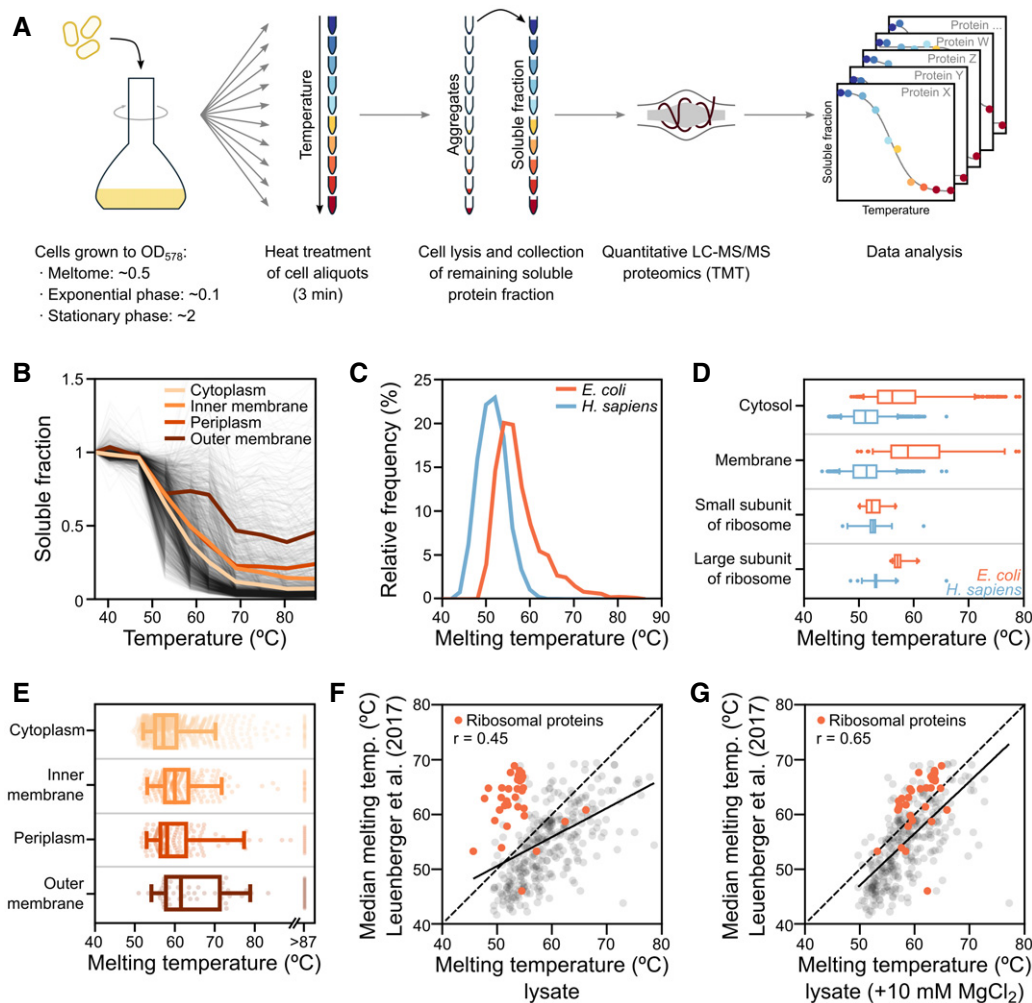 A
Temperature
Aggregates
Soluble fraction
Protein ...
Protein W
Protein Z
Protein Y
Protein X
Soluble fraction
Temperature
Cells grown to OD578:
· Meltome: ~0.5
· Exponential phase: ~0.1
· Stationary phase: ~2
Heat treatment
of cell aliquots
(3 min)
Cell lysis and collection
of remaining soluble
protein fraction
Quantitative LC-MS/MS
proteomics (TMT)
Data analysis
B
1.5
1
0.5
0
Soluble fraction
Cytoplasm
Inner membrane
Periplasm
Outer membrane
40 50 60 70 80
Temperature (ºC)
C
25
20
15
10
5
0
Relative frequency (%)
E. coli
H. sapiens
40 50 60 70 80 90
Melting temperature (ºC)
D
Cytosol
Membrane
Small subunit
of ribosome
Large subunit
of ribosome
E. coli
H. sapiens
40 50 60 70 80
Melting temperature (ºC)
E
Cytoplasm
Inner
membrane
Periplasm
Outer
membrane
40 50 60 70 80 >87
Melting temperature (ºC)
F
Median melting temp. (ºC)
Leuenberger et al. (2017)
80
70
60
50
40
Ribosomal proteins
r = 0.45
40 50 60 70 80
Melting temperature (ºC)
lysate
G
Median melting temp. (ºC)
Leuenberger et al. (2017)
80
70
60
50
40
Ribosomal proteins
r = 0.65
40 50 60 70 80
Melting temperature (ºC)
lysate (+10 mM MgCl2)